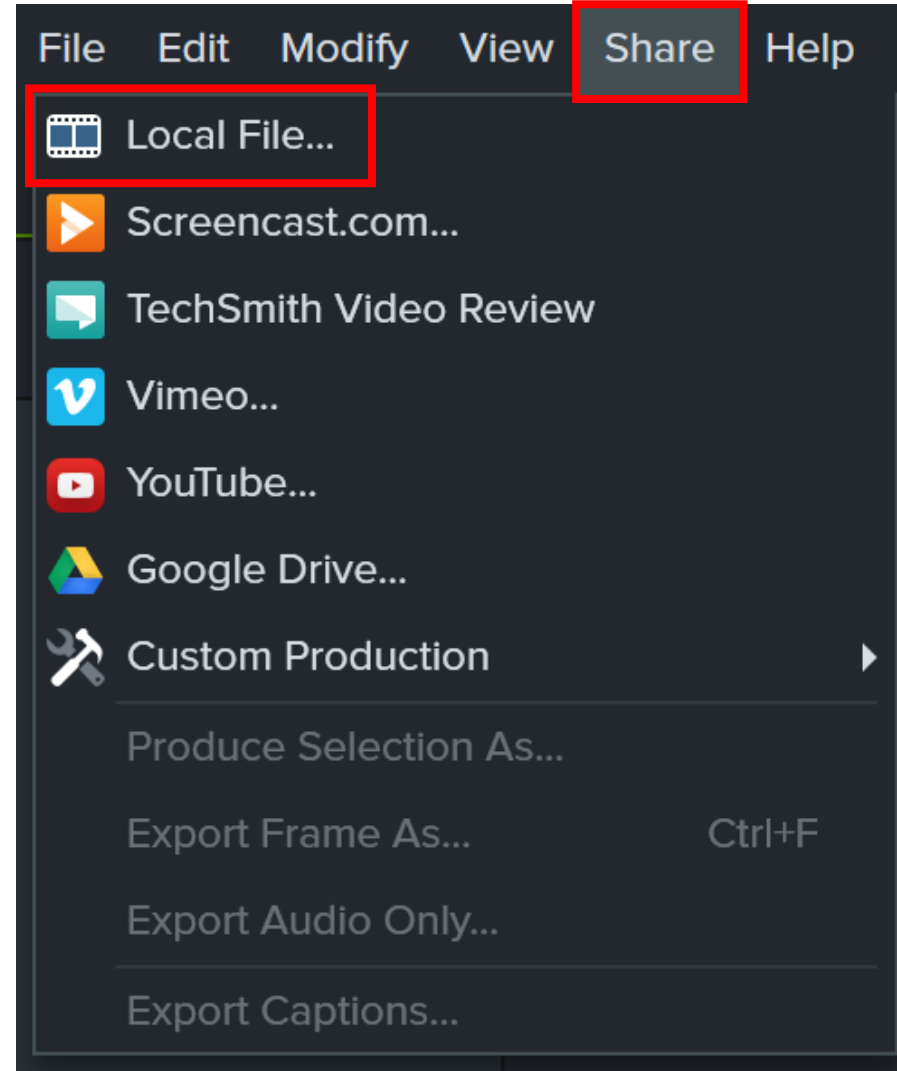 File Edit Modify View Share Help
Local File...
Screencast.com...
TechSmith Video Review
Vimeo...
YouTube...
Google Drive...
Custom Production
Produce Selection As...
Export Frame As... Ctrl+F
Export Audio Only...
Export Captions...